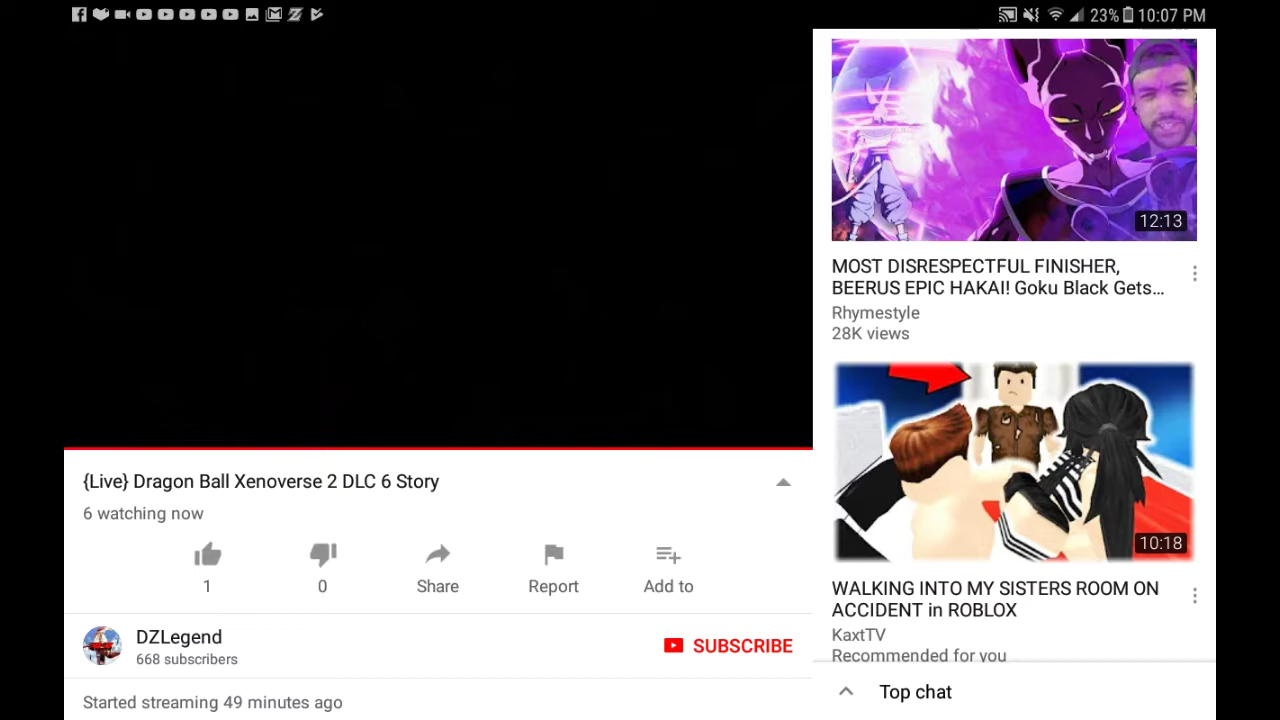 23% 10:07 PM
{Live} Dragon Ball Xenoverse 2 DLC 6 Story
6 watching now
1
0
Share
Report
Add to
DZLegend
668 subscribers
SUBSCRIBE
Started streaming 49 minutes ago
12:13
MOST DISRESPECTFUL FINISHER,
BEERUS EPIC HAKAI! Goku Black Gets...
Rhymestyle
28K views
10:18
WALKING INTO MY SISTERS ROOM ON
ACCIDENT in ROBLOX
KaxtTV
Recommended for you
Top chat